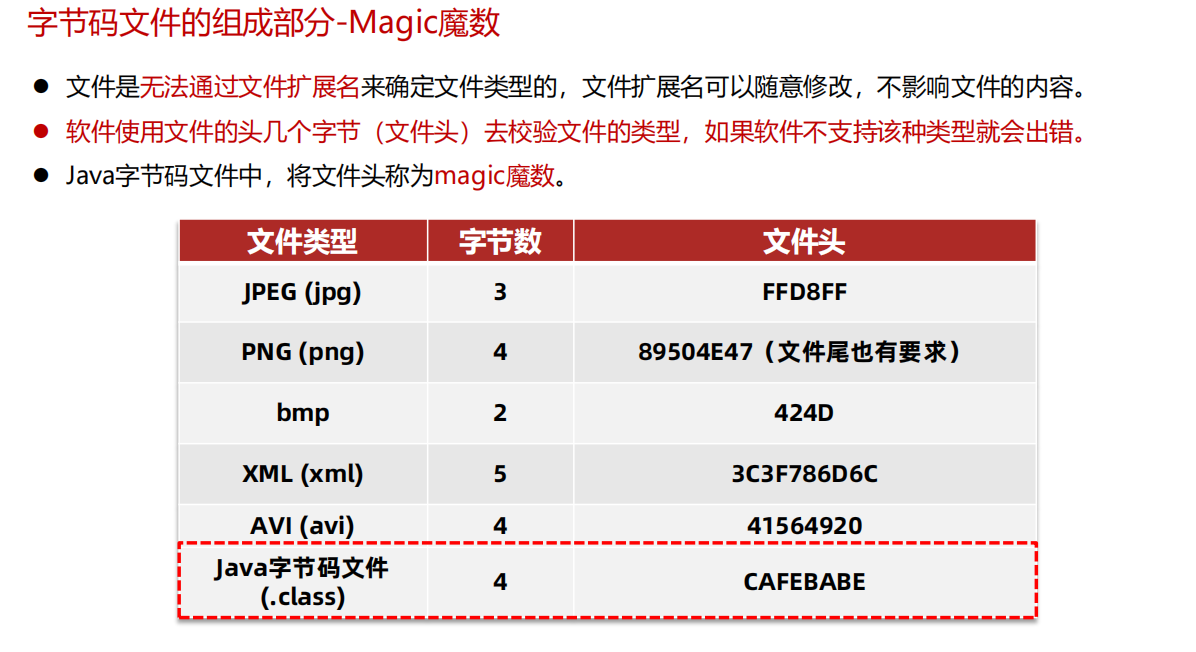 字节码文件的组成部分-Magic魔数
● 文件是无法通过文件扩展名来确定文件类型的，文件扩展名可以随意修改，不影响文件的内容。
● 软件使用文件的头几个字节（文件头）去校验文件的类型，如果软件不支持该种类型就会出错。
● Java字节码文件中，将文件头称为magic魔数。
文件类型 字节数 文件头
JPEG (jpg) 3 FFD8FF
PNG (png) 4 89504E47（文件尾也有要求）
bmp 2 424D
XML (xml) 5 3C3F786D6C
AVI (avi) 4 41564920
Java字节码文件
(.class) 4 CAFEBABE